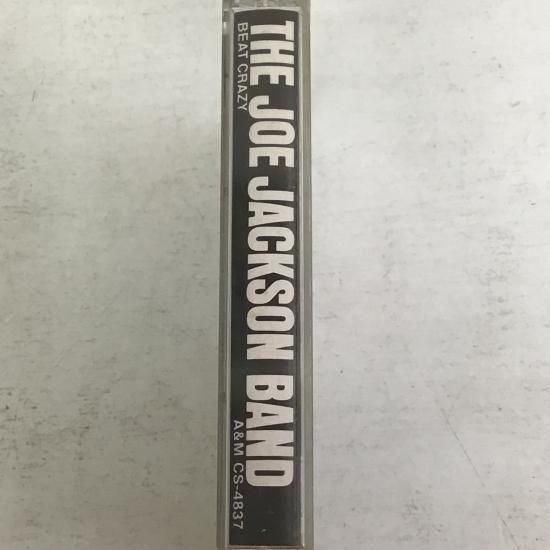 THE JOE JACKSON BAND
BEAT CRAZY
A&M CS-4837